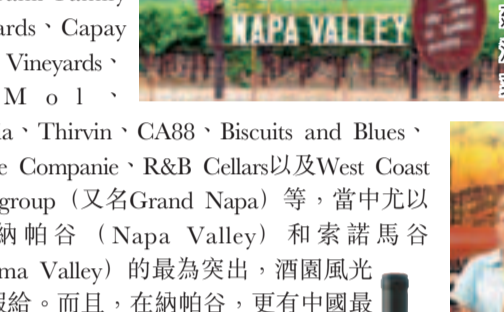 NAPA VALLEY
ards、Capay
Vineyards、
Mol、
a、Thirvin、CA88、Biscuits and Blues、
e Companie、R&B Cellars以及West Coast
group（又名Grand Napa）等，當中尤以
納帕谷（Napa Valley）和索諾馬谷
ma Valley）的最為突出，酒園風光
暇給。而且，在納帕谷，更有中國最